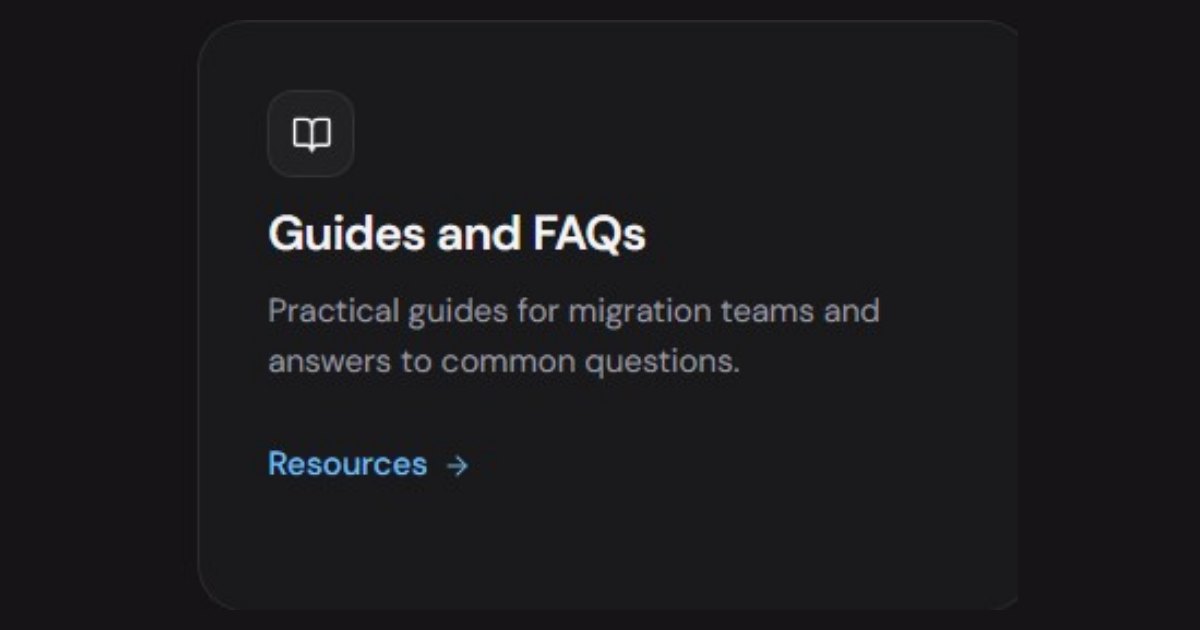 Guides and FAQs
Practical guides for migration teams and
answers to common questions.
Resources →